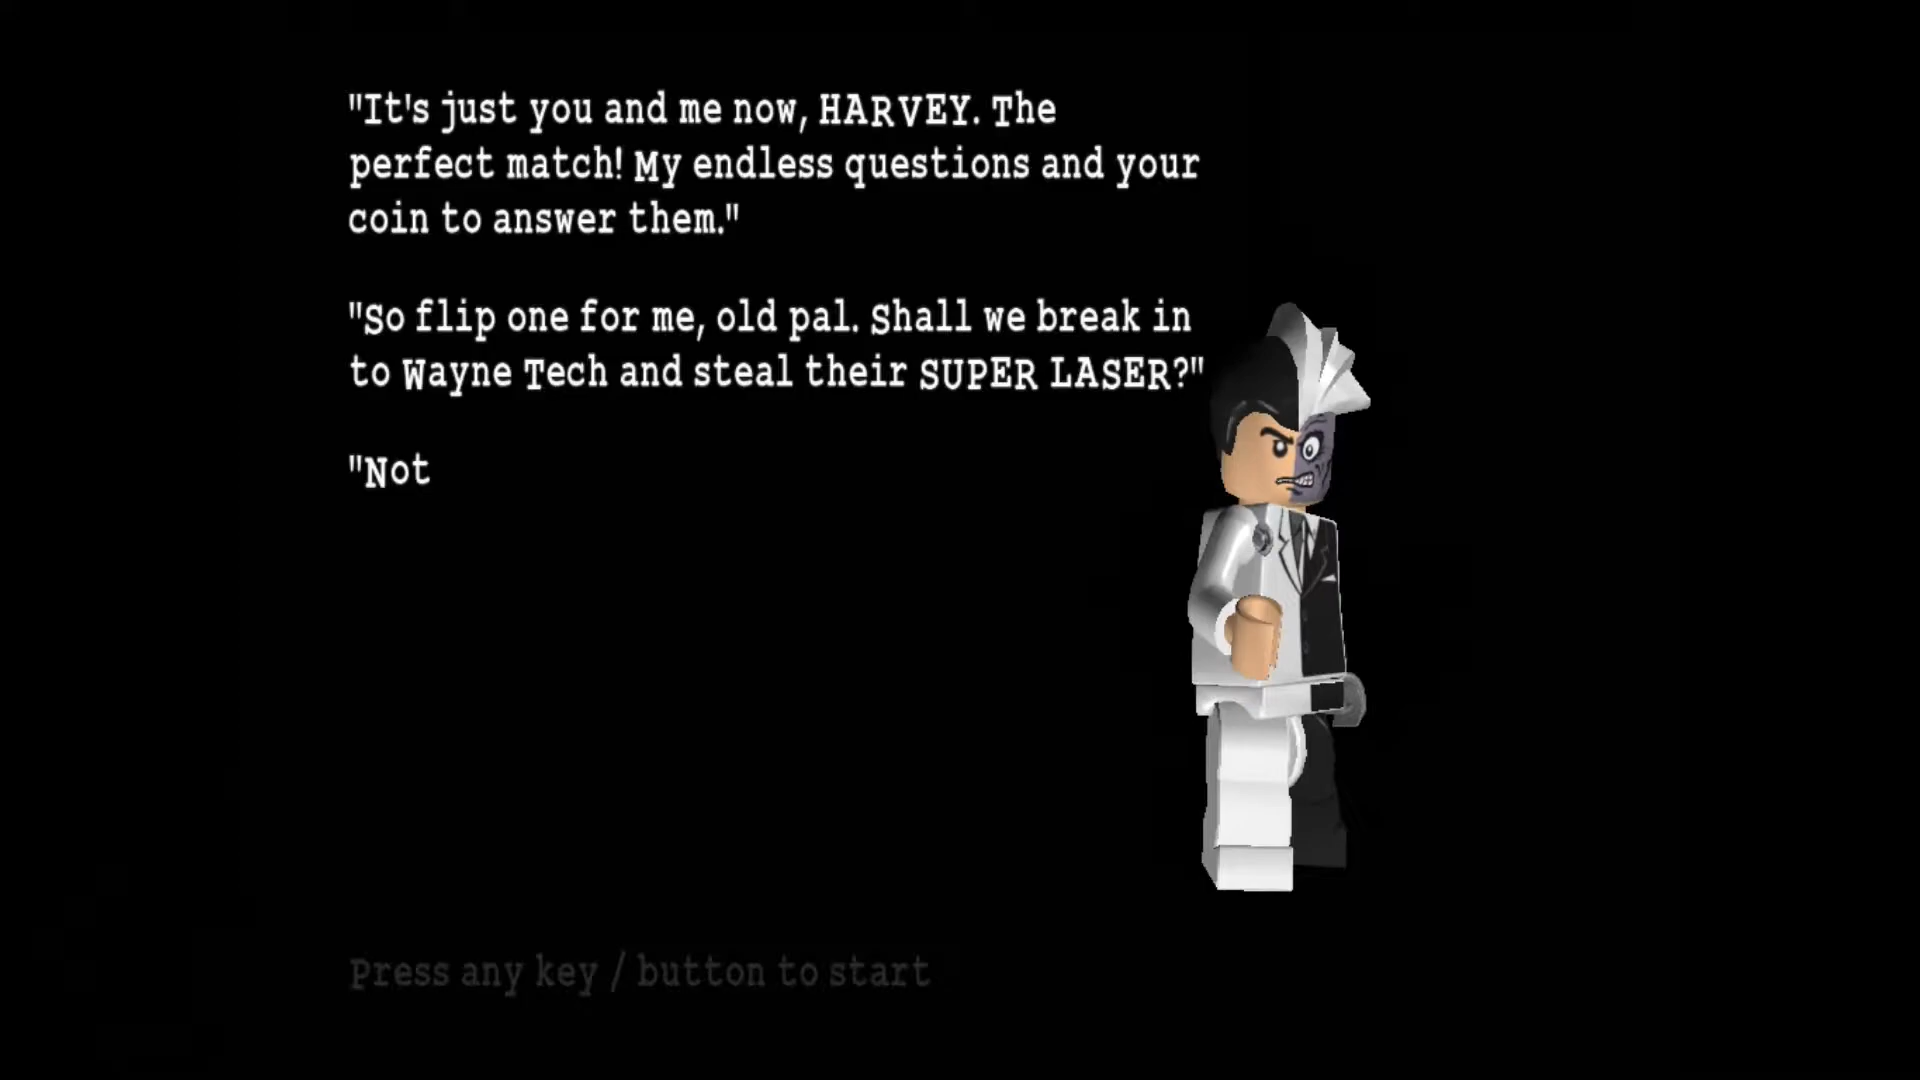 "It's just you and me now, HARVEY. The
perfect match! My endless questions and your
coin to answer them."
"So flip one for me, old pal. Shall we break in
to Wayne Tech and steal their SUPER LASER?"
"Not
Press any key / button to start